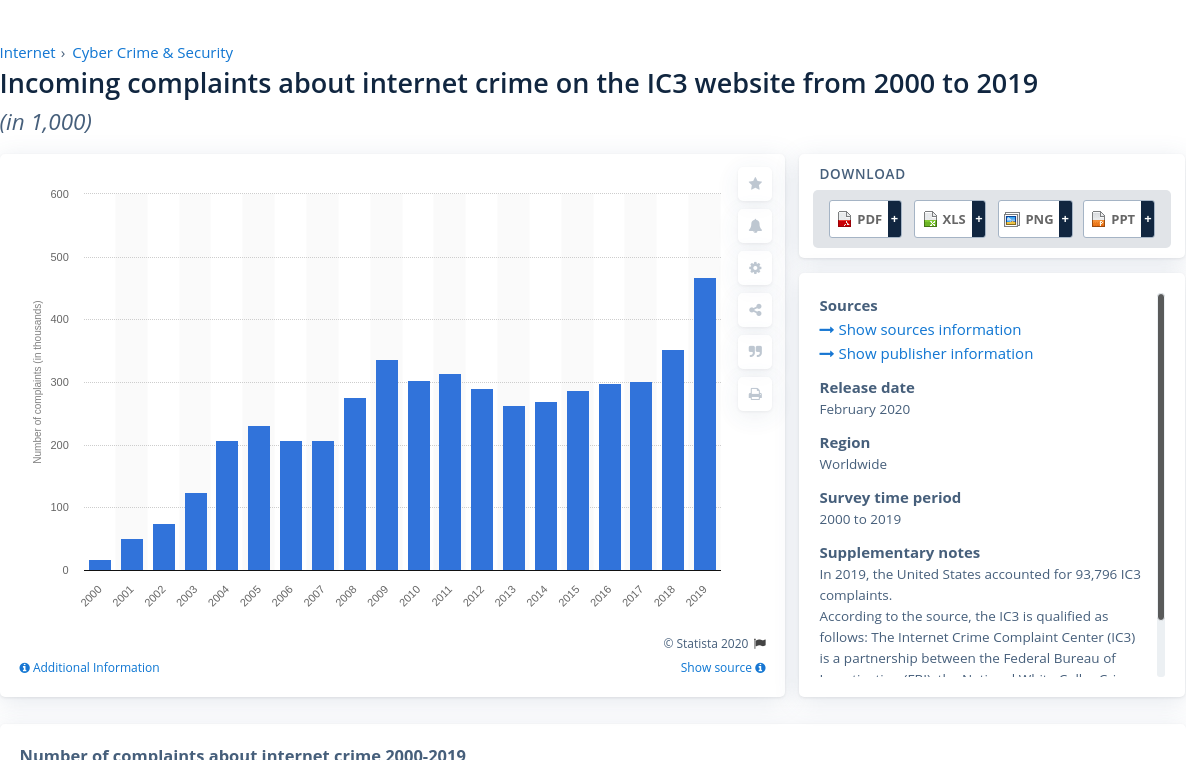 Internet › Cyber Crime & Security
Incoming complaints about internet crime on the IC3 website from 2000 to 2019
(in 1,000)
600
500
400
300
200
100
0
Number of complaints (in thousands)
2000 2001 2002 2003 2004 2005 2006 2007 2008 2009 2010 2011 2012 2013 2014 2015 2016 2017 2018 2019
© Statista 2020
Additional Information
Show source
DOWNLOAD
PDF + XLS + PNG + PPT +
Sources
Show sources information
Show publisher information
Release date
February 2020
Region
Worldwide
Survey time period
2000 to 2019
Supplementary notes
In 2019, the United States accounted for 93,796 IC3
complaints.
According to the source, the IC3 is qualified as
follows: The Internet Crime Complaint Center (IC3)
is a partnership between the Federal Bureau of
Number of complaints about internet crime 2000-2019